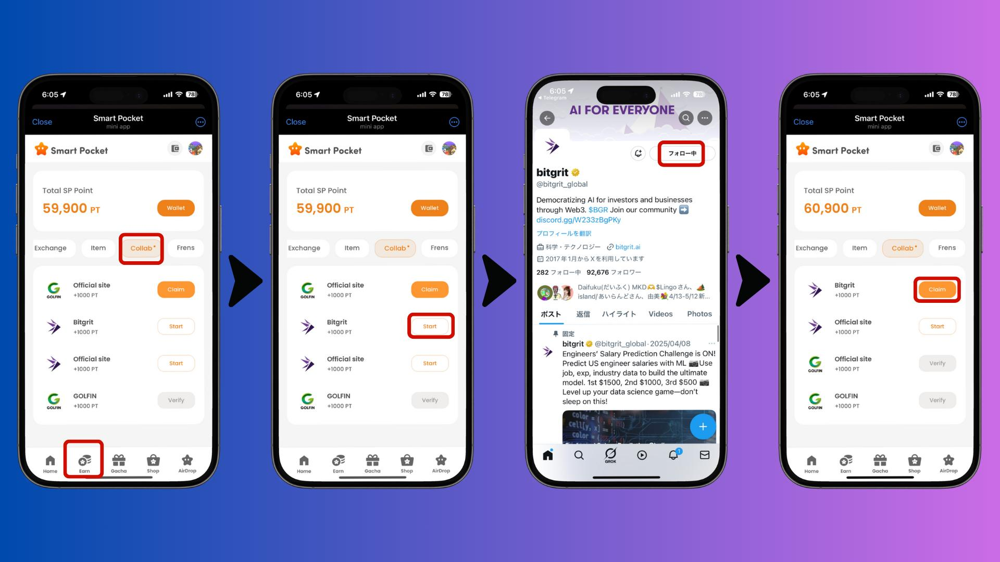 6:05
78
Close
Smart Pocket
mini app
Smart Pocket
Total SP Point
59,900 PT
Wallet
Exchange
Item
Collab
Frens
GOLFIN
Official site
+1000 PT
Claim
Bitgrit
+1000 PT
Start
Official site
+1000 PT
Start
GOLFIN
GOLFIN
+1000 PT
Verify
Home
Earn
Gacha
Shop
AirDrop
6:05
78
Close
Smart Pocket
mini app
Smart Pocket
Total SP Point
59,900 PT
Wallet
Exchange
Item
Collab
Frens
GOLFIN
Official site
+1000 PT
Claim
Bitgrit
+1000 PT
Start
Official site
+1000 PT
Start
GOLFIN
GOLFIN
+1000 PT
Verify
Home
Earn
Gacha
Shop
AirDrop
6:05
78
Telegram
AI FOR EVERYONE
フォロー中
bitgrit
@bitgrit_global
Democratizing AI for investors and businesses
through Web3. $BGR Join our community ➡️
discord.gg/W233zBgPKy
プロフィールを翻訳
科学・テクノロジー bitgrit.ai
2017年1月からXを利用しています
282 フォロー中 92,676 フォロワー
Daifuku(だいふく) MKD🫶$Lingoさん、🏕️
island/あいらんどさん、由美💐4/13-5/12新...
ポスト 返信 ハイライト Videos Photos
固定
bitgrit @bitgrit_global · 2025/04/08
Engineers' Salary Prediction Challenge is ON!
Predict US engineer salaries with ML 📷Use
job, exp, industry data to build the ultimate
model. 1st $1500, 2nd $1000, 3rd $500 📷
Level up your data science game—don't
sleep on this!
color = (
cell[y, x]
color =
1
GROK
6:05
78
Close
Smart Pocket
mini app
Smart Pocket
Total SP Point
60,900 PT
Wallet
Exchange
Item
Collab
Frens
Bitgrit
+1000 PT
Claim
Official site
+1000 PT
Start
GOLFIN
Official site
+1000 PT
Verify
GOLFIN
GOLFIN
+1000 PT
Verify
Home
Earn
Gacha
Shop
AirDrop